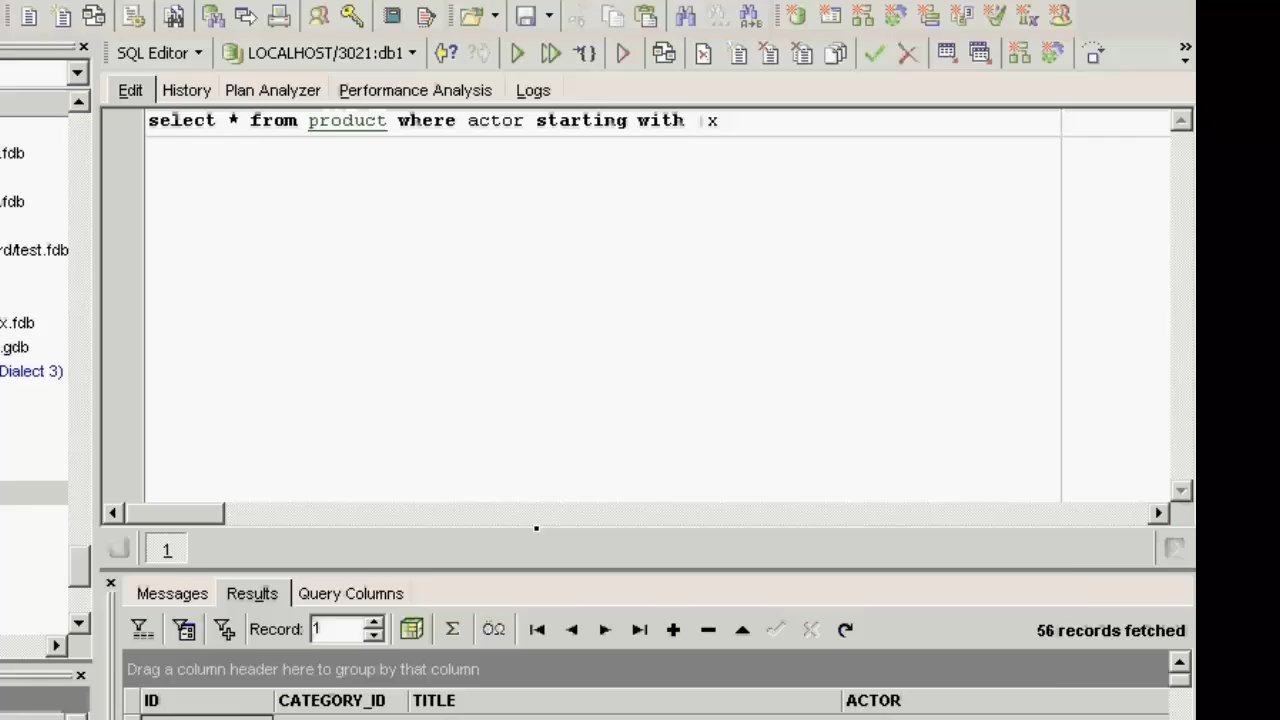 SQL Editor LOCALHOST/3021:db1
Edit History Plan Analyzer Performance Analysis Logs
select * from product where actor starting with :x
.fdb
.fdb
rd/test.fdb
x.fdb
.gdb
Dialect 3)
1
Messages Results Query Columns
Record: 1 Σ ÖΩ 56 records fetched
Drag a column header here to group by that column
ID CATEGORY_ID TITLE ACTOR